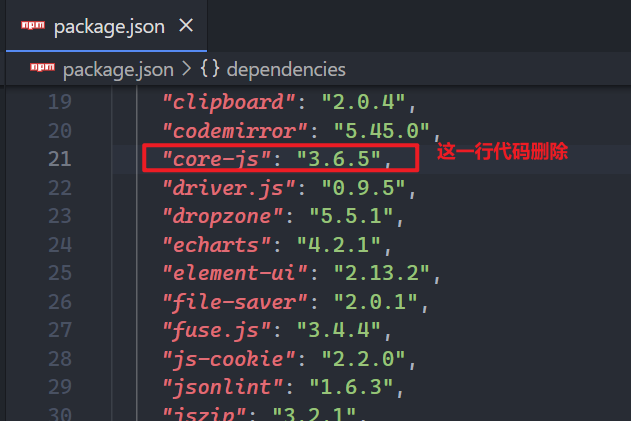 npm package.json ×
npm package.json > {} dependencies
19 "clipboard": "2.0.4",
20 "codemirror": "5.45.0",
21 "core-js": "3.6.5", 这一行代码删除
22 "driver.js": "0.9.5",
23 "dropzone": "5.5.1",
24 "echarts": "4.2.1",
25 "element-ui": "2.13.2",
26 "file-saver": "2.0.1",
27 "fuse.js": "3.4.4",
28 "js-cookie": "2.2.0",
29 "jsonlint": "1.6.3",
30 "jszip": "3.2.1",